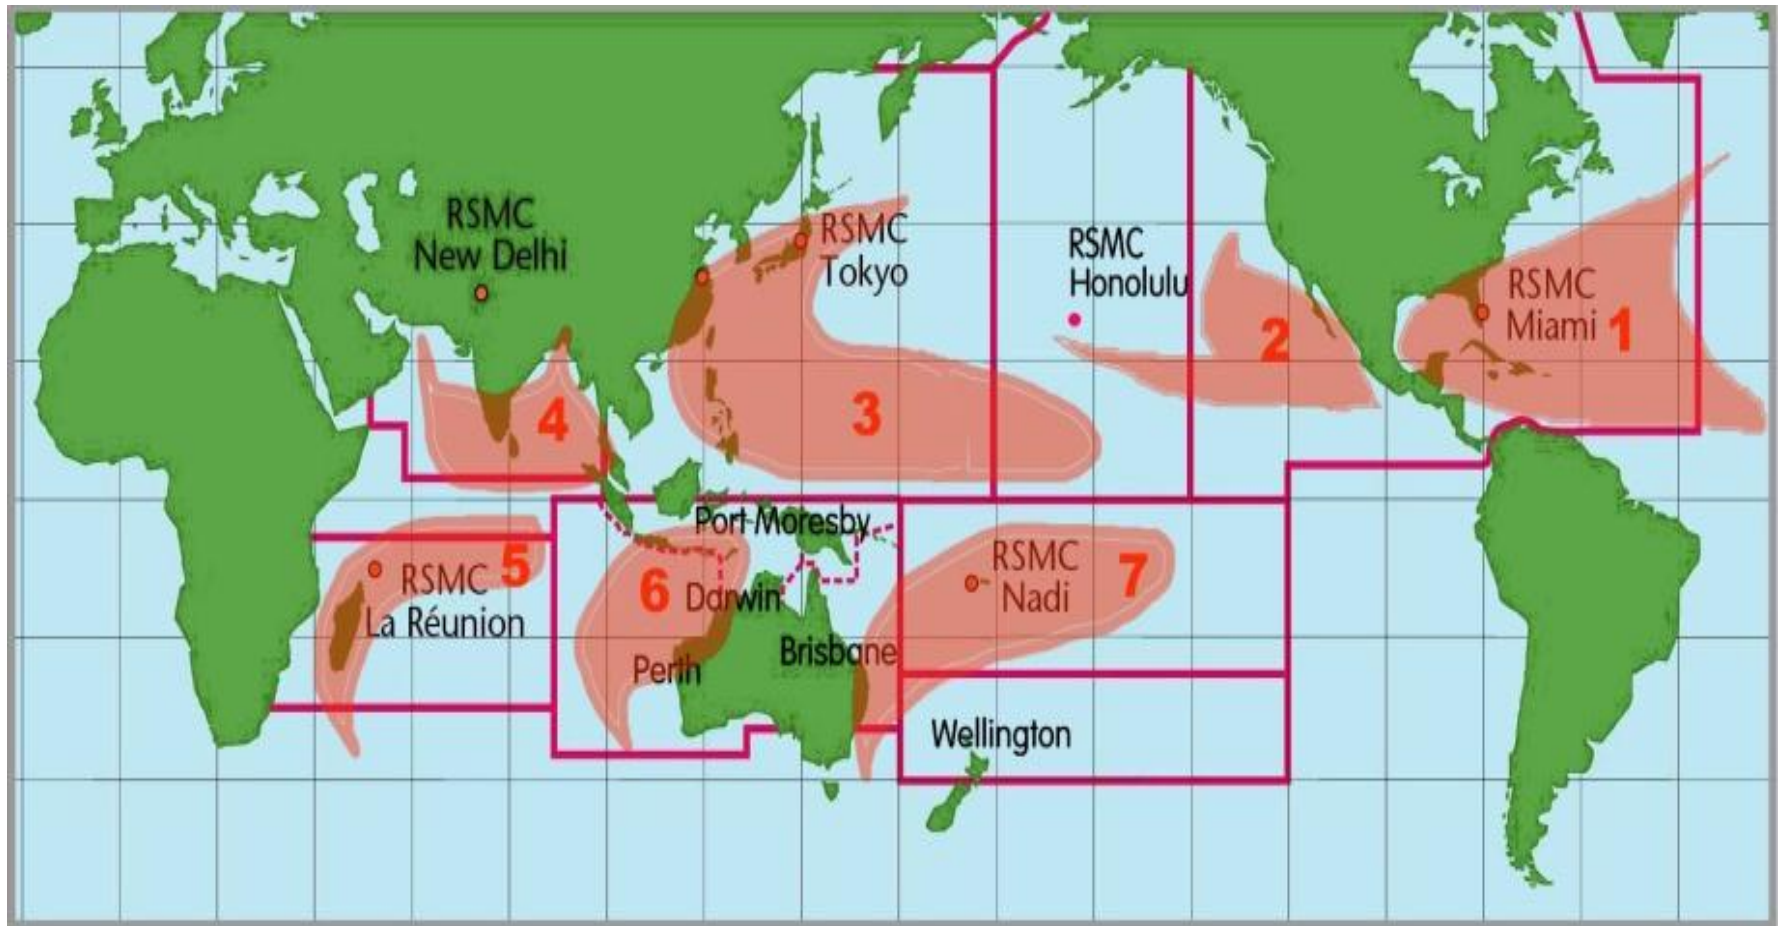 RSMC
New Delhi
RSMC
Tokyo
RSMC
Honolulu
RSMC
Miami
1
2
3
4
5
6
7
Port Moresby
RSMC
La Réunion
Darwin
RSMC
Nadi
Perth
Brisbane
Wellington